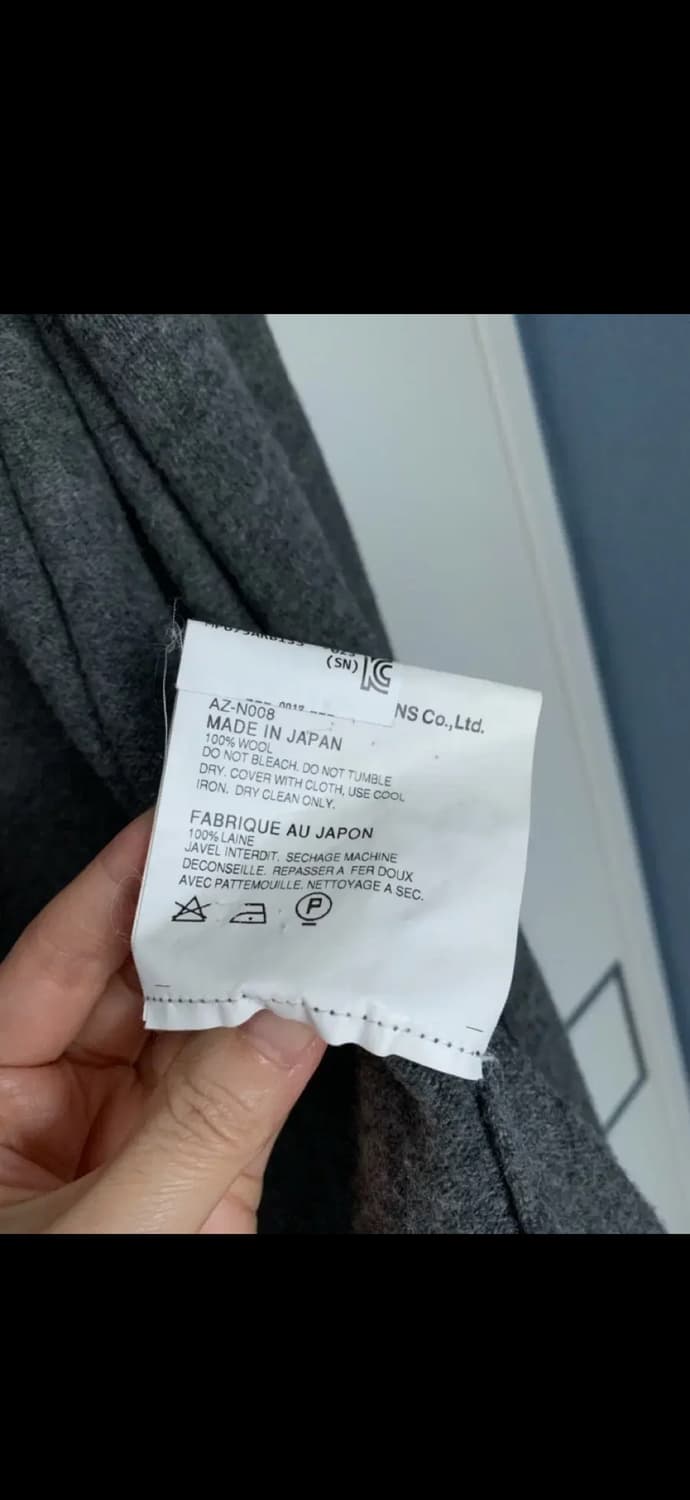 (SN)
NS Co.,Ltd.
AZ-N008
MADE IN JAPAN
100% WOOL
DO NOT BLEACH. DO NOT TUMBLE
DRY. COVER WITH CLOTH, USE COOL
IRON. DRY CLEAN ONLY.
FABRIQUE AU JAPON
100% LAINE
JAVEL INTERDIT. SECHAGE MACHINE
DECONSEILLE. REPASSER A FER DOUX
AVEC PATTEMOUILLE. NETTOYAGE A SEC.
P